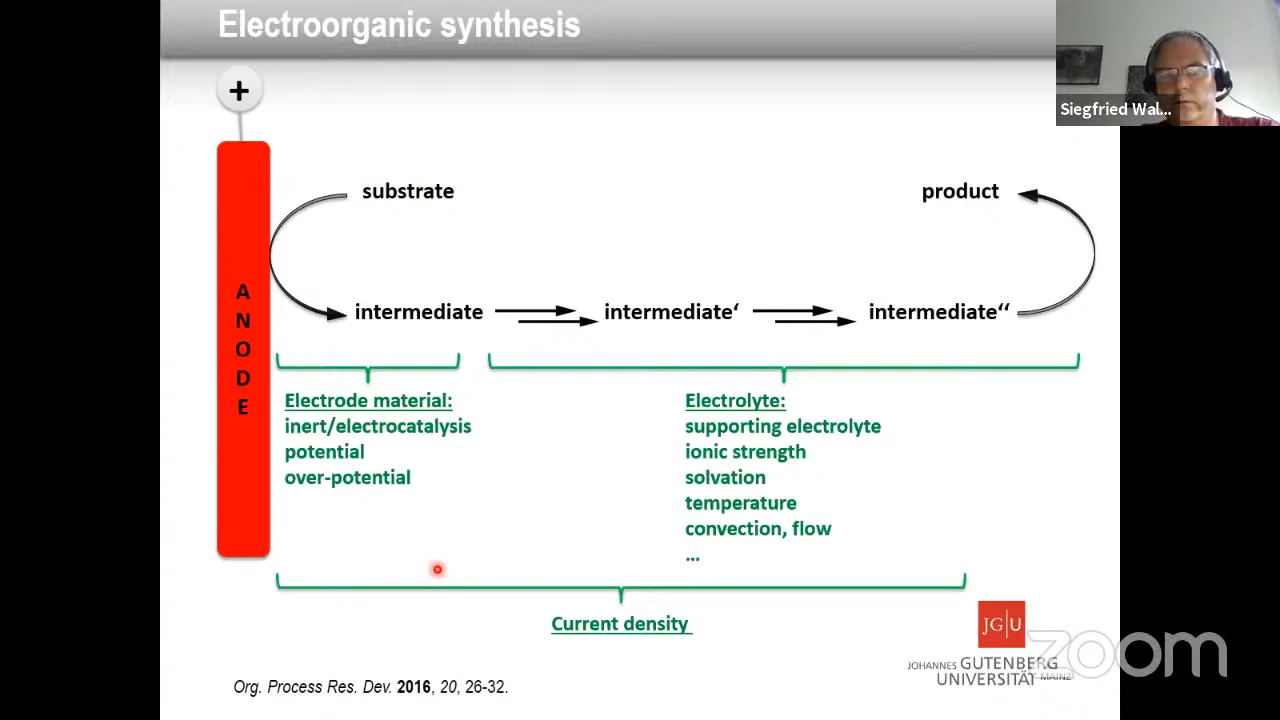 Electroorganic synthesis
Siegfried Wal...
+
substrate
product
A
N
O
D
E
intermediate
intermediate‘
intermediate‘‘
Electrode material:
inert/electrocatalysis
potential
over-potential
Electrolyte:
supporting electrolyte
ionic strength
solvation
temperature
convection, flow
...
Current density
JG|U
zoom
JOHANNES GUTENBERG
UNIVERSITÄT MAINZ
Org. Process Res. Dev. 2016, 20, 26-32.